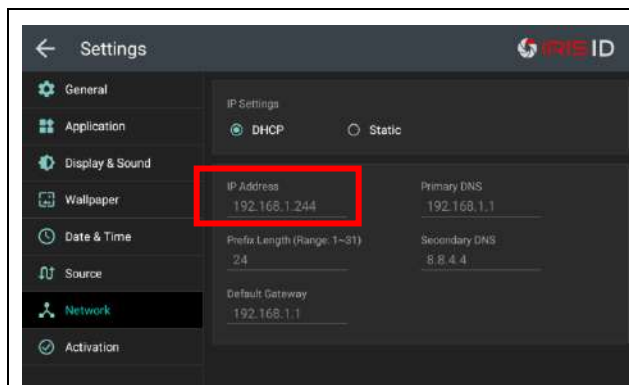 Settings
IRIS ID
General
Application
Display & Sound
Wallpaper
Date & Time
Source
Network
Activation
IP Settings
DHCP
Static
IP Address
192.168.1.244
Primary DNS
192.168.1.1
Prefix Length (Range: 1~31)
24
Secondary DNS
8.8.4.4
Default Gateway
192.168.1.1